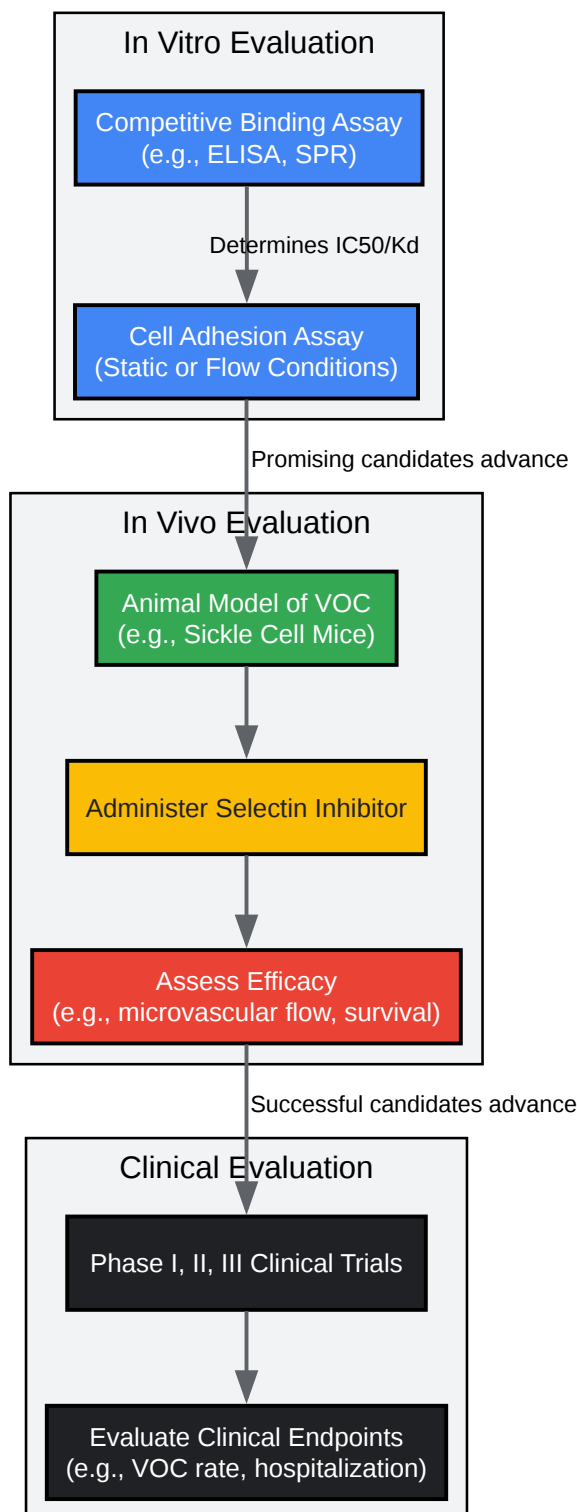 In Vitro Evaluation
Competitive Binding Assay
(e.g., ELISA, SPR)
Determines IC50/Kd
Cell Adhesion Assay
(Static or Flow Conditions)
Promising candidates advance
In Vivo Evaluation
Animal Model of VOC
(e.g., Sickle Cell Mice)
Administer Selectin Inhibitor
Assess Efficacy
(e.g., microvascular flow, survival)
Successful candidates advance
Clinical Evaluation
Phase I, II, III Clinical Trials
Evaluate Clinical Endpoints
(e.g., VOC rate, hospitalization)